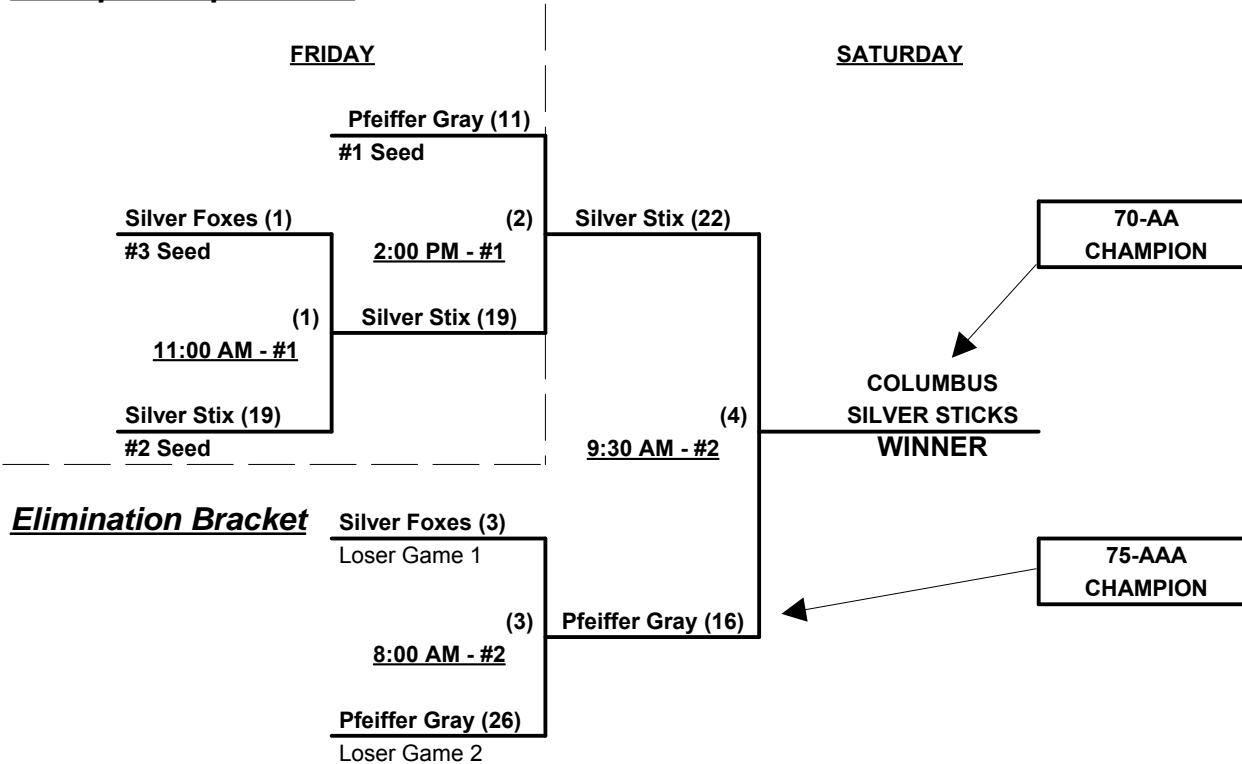 FRIDAY
SATURDAY
Pfeiffer Gray (11)
#1 Seed
Silver Foxes (1)
#3 Seed
(2)
2:00 PM - #1
Silver Stix (22)
70-AA
CHAMPION
(1)
11:00 AM - #1
Silver Stix (19)
Silver Stix (19)
#2 Seed
(4)
9:30 AM - #2
COLUMBUS
SILVER STICKS
WINNER
Elimination Bracket
Silver Foxes (3)
Loser Game 1
75-AAA
CHAMPION
(3)
8:00 AM - #2
Pfeiffer Gray (16)
Pfeiffer Gray (26)
Loser Game 2